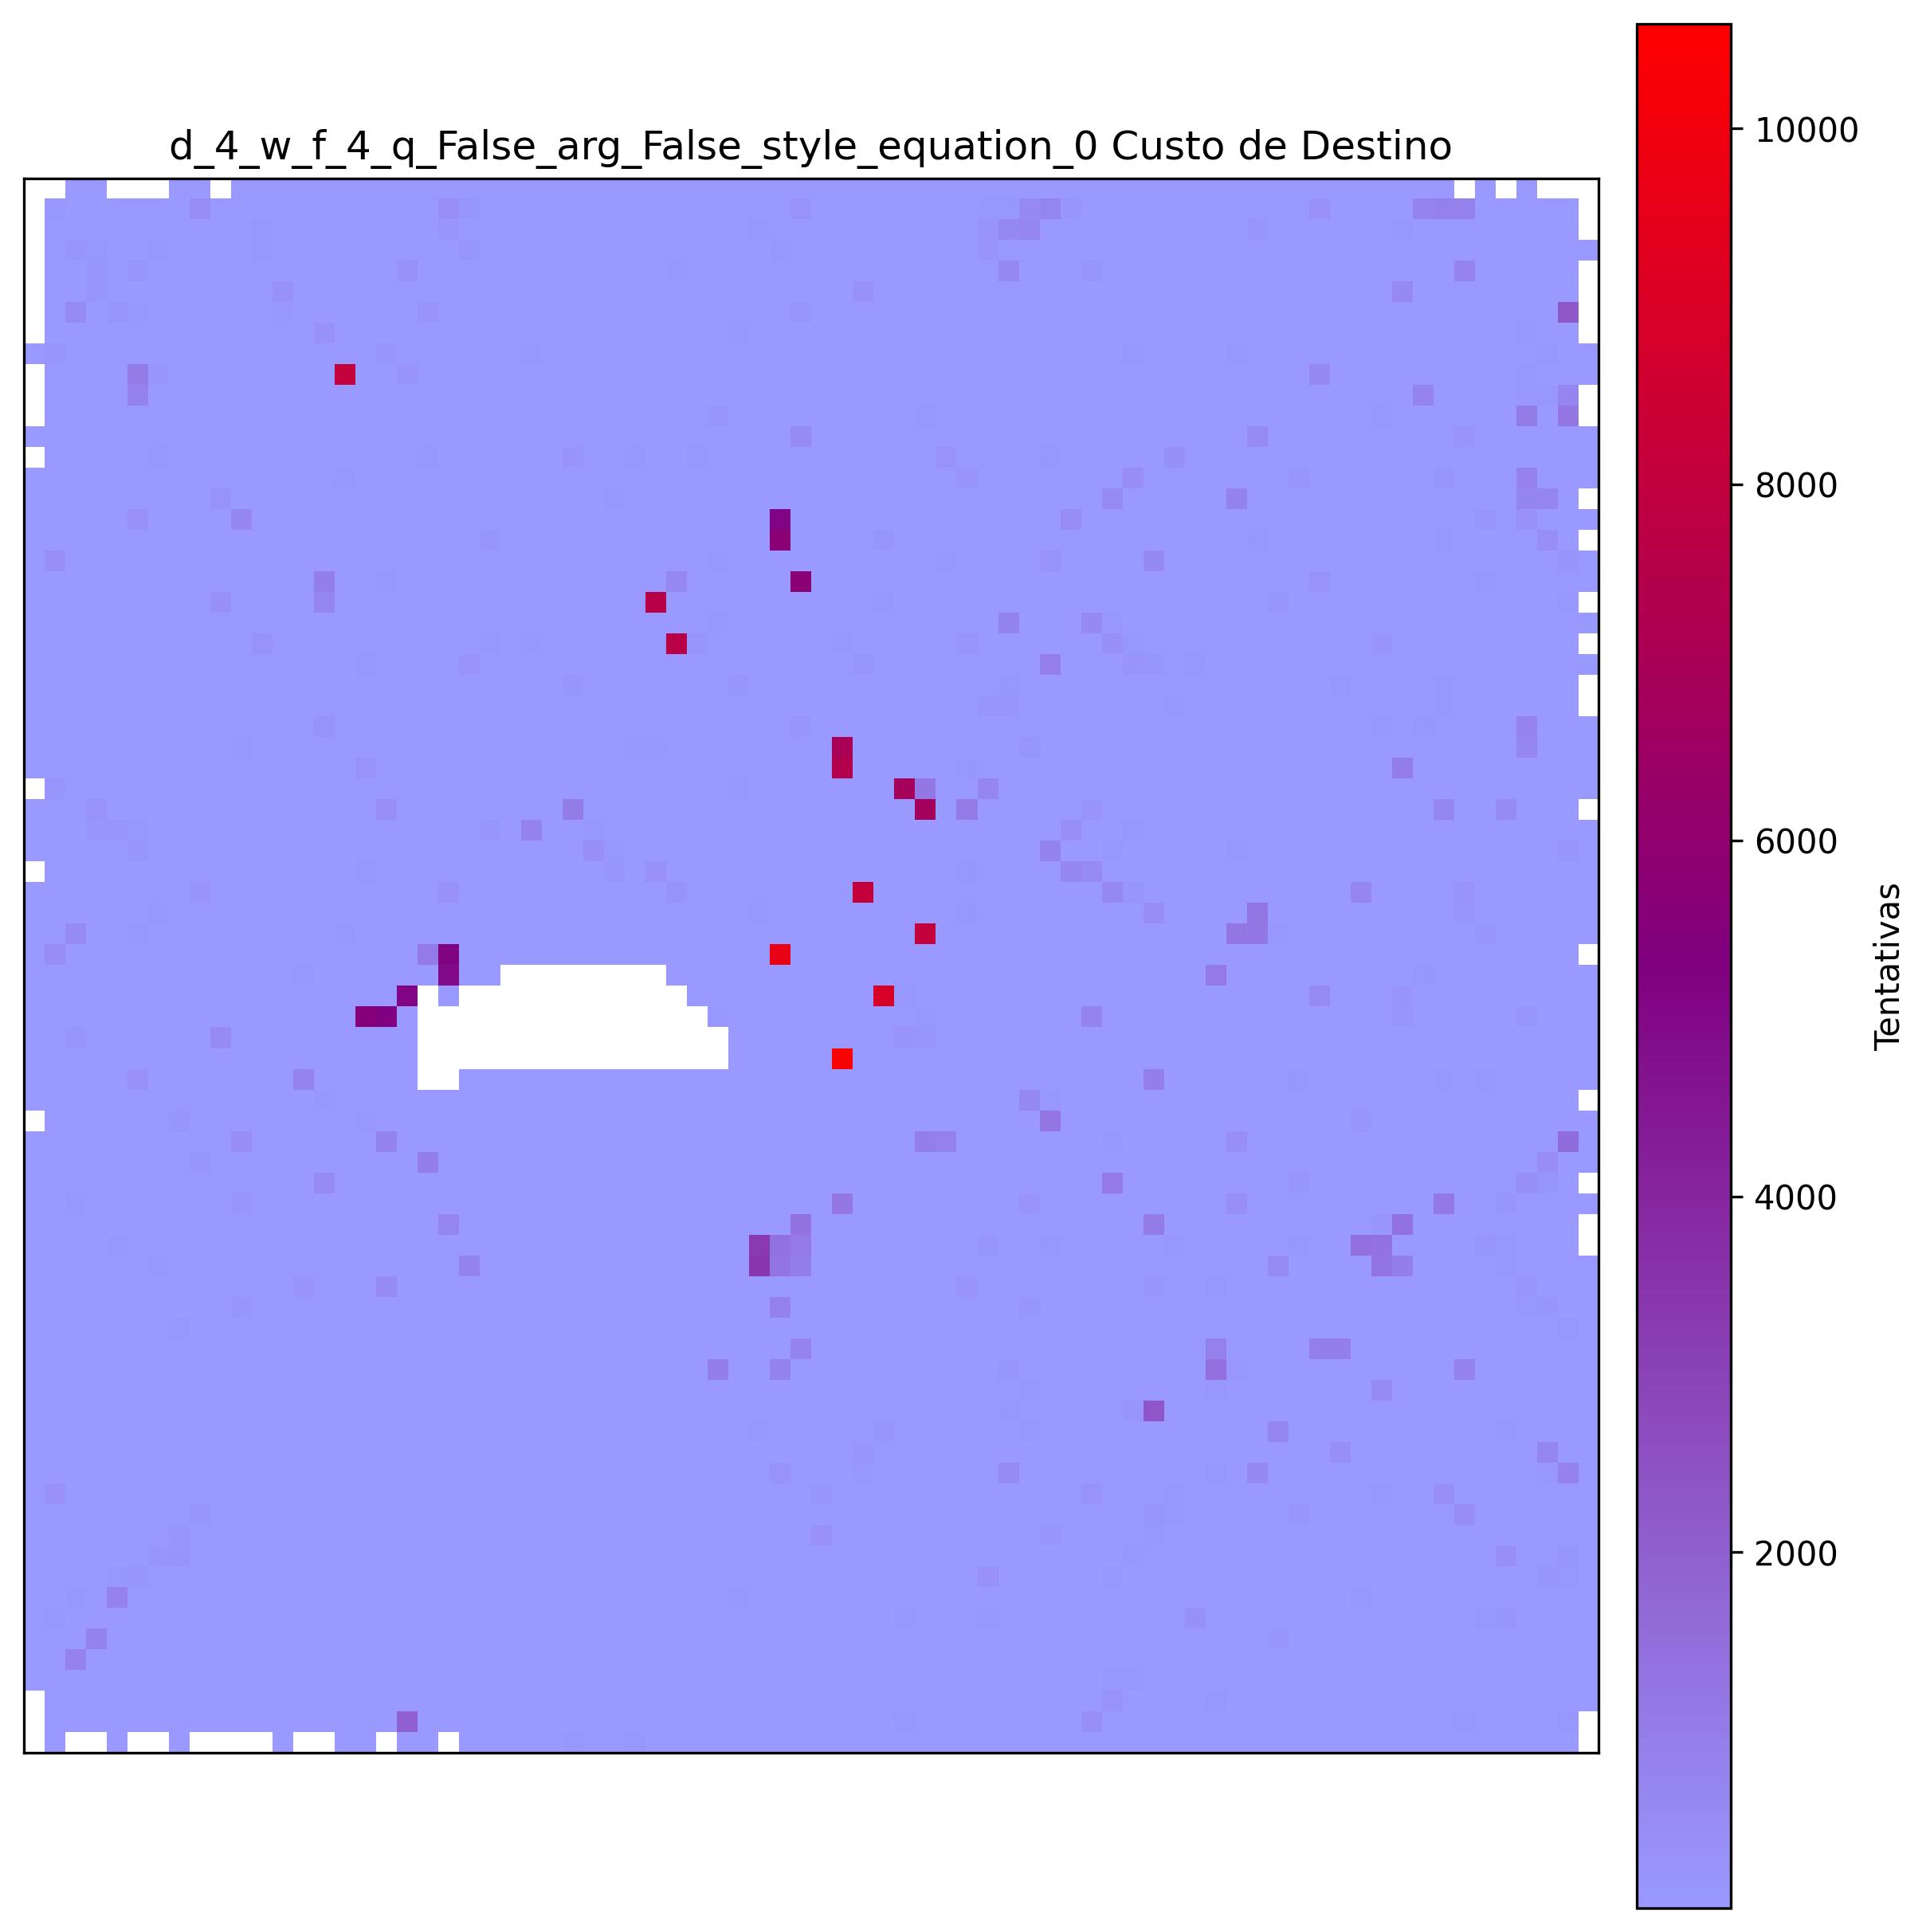 d_4_w_f_4_q_False_arg_False_style_equation_0 Custo de Destino
10000
8000
6000
4000
2000
Tentativas